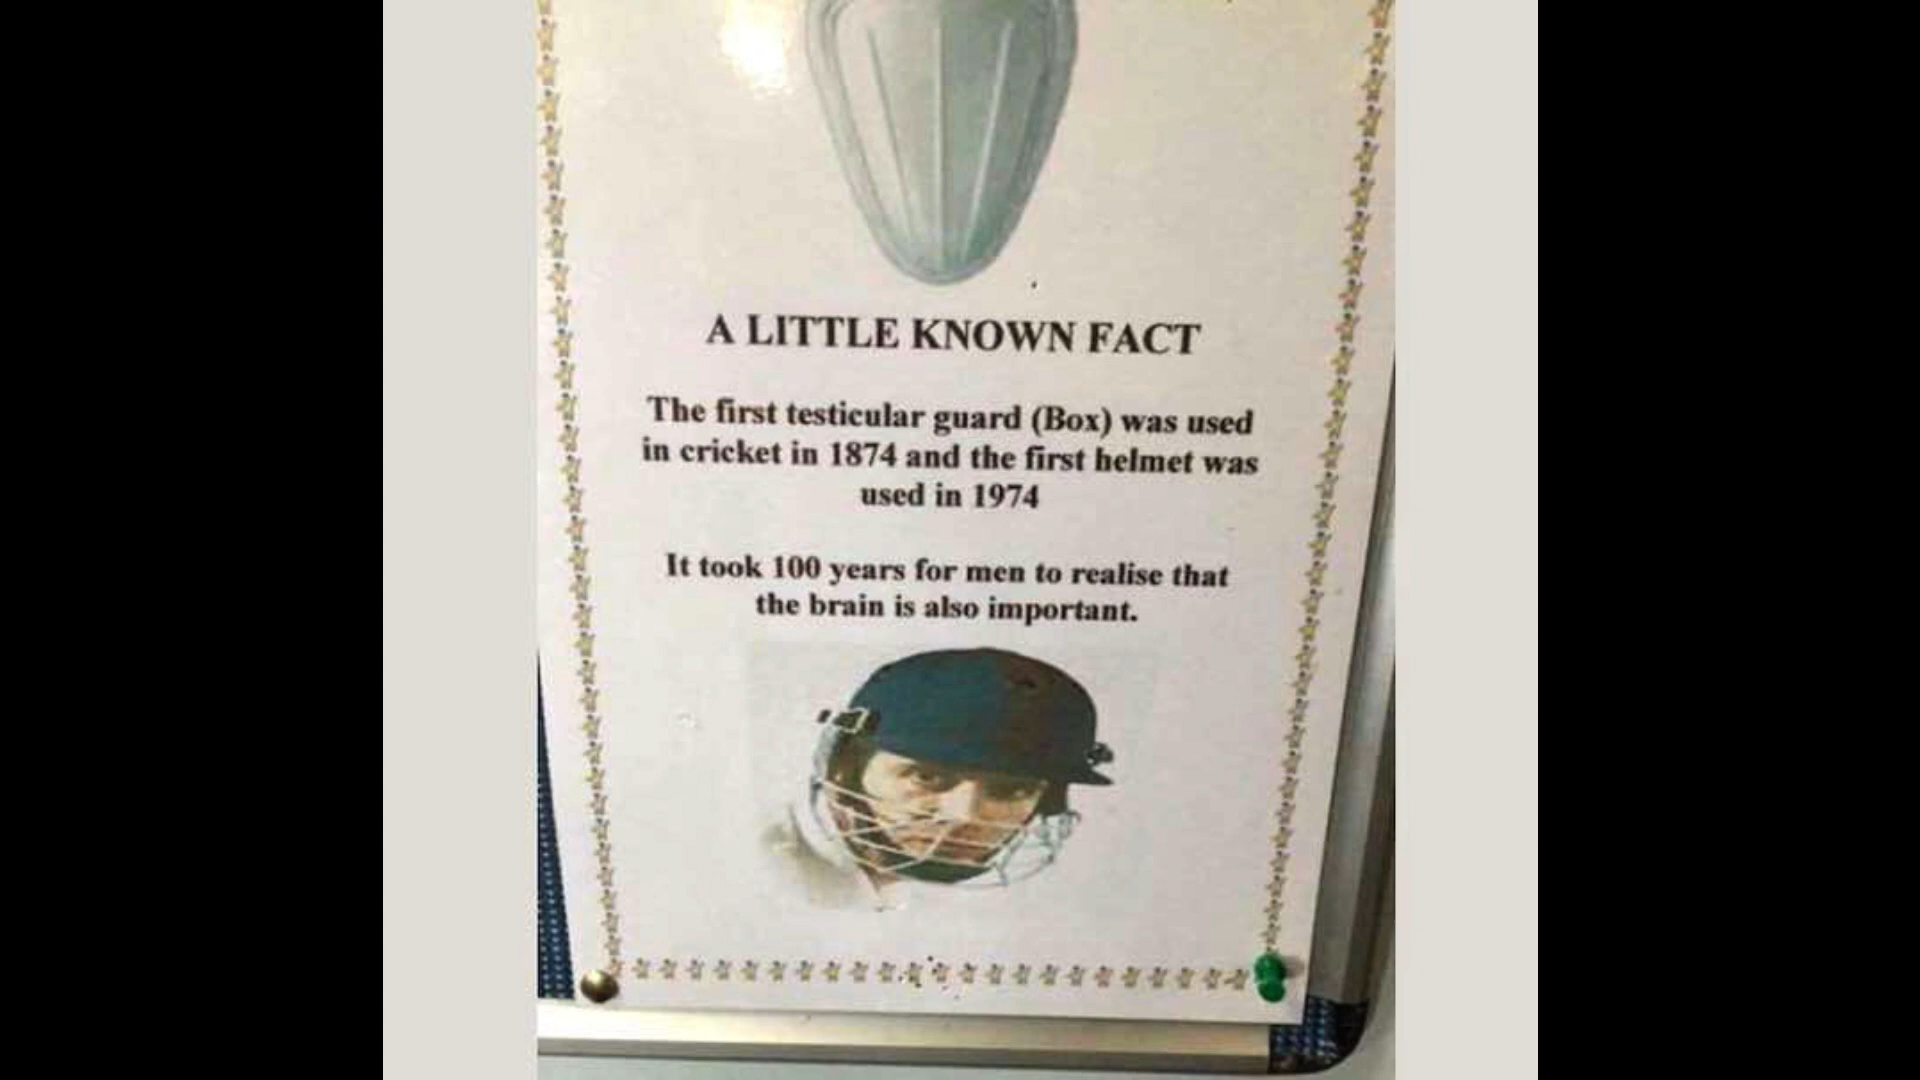 A LITTLE KNOWN FACT
The first testicular guard (Box) was used
in cricket in 1874 and the first helmet was
used in 1974
It took 100 years for men to realise that
the brain is also important.